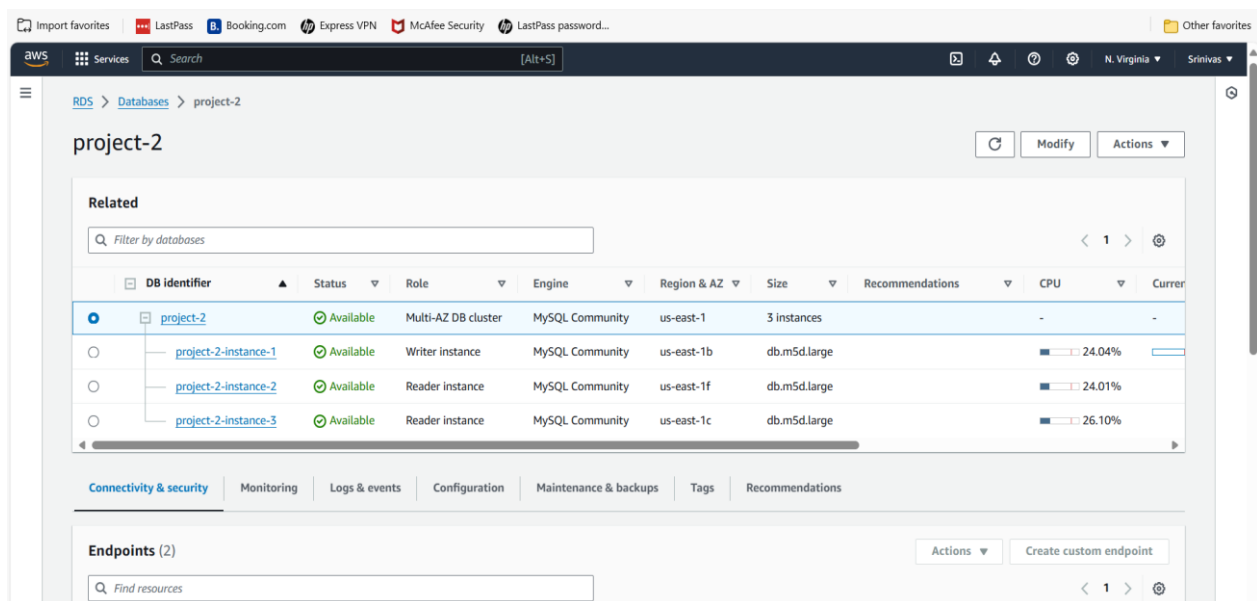 Import favorites LastPass B. Booking.com Express VPN McAfee Security LastPass password... Other favorites
aws Services Search [Alt+S] N. Virginia ▼ Srinivas ▼
RDS > Databases > project-2
project-2
Modify Actions ▼
Related
Filter by databases
< 1 >
DB identifier Status Role Engine Region & AZ Size Recommendations CPU Curren
project-2 Available Multi-AZ DB cluster MySQL Community us-east-1 3 instances - -
project-2-instance-1 Available Writer instance MySQL Community us-east-1b db.m5d.large 24.04%
project-2-instance-2 Available Reader instance MySQL Community us-east-1f db.m5d.large 24.01%
project-2-instance-3 Available Reader instance MySQL Community us-east-1c db.m5d.large 26.10%
Connectivity & security Monitoring Logs & events Configuration Maintenance & backups Tags Recommendations
Endpoints (2)
Actions ▼ Create custom endpoint
Find resources
< 1 >